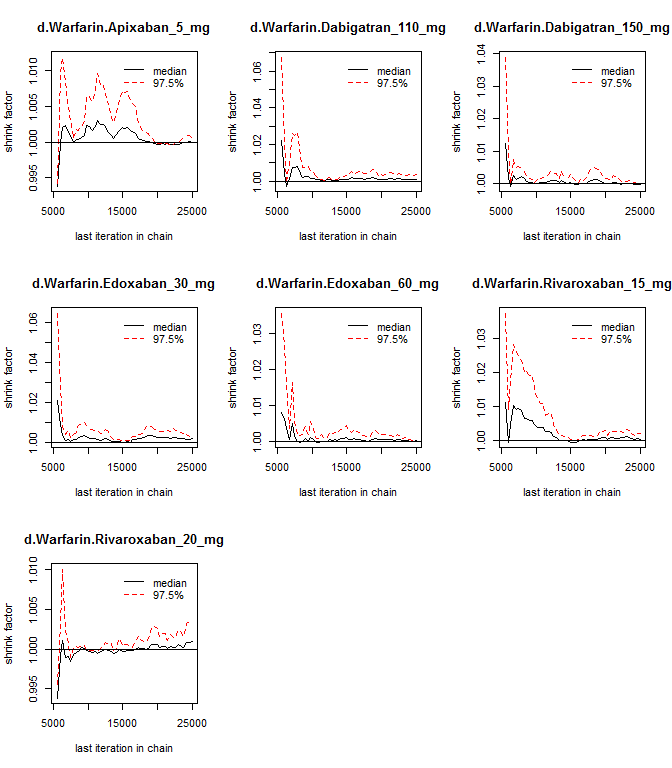 d.Warfarin.Apixaban_5_mg
shrink factor
0.995 1.000 1.005 1.010
median
97.5%
5000 15000 25000
last iteration in chain
d.Warfarin.Dabigatran_110_mg
shrink factor
1.00 1.02 1.04 1.06
median
97.5%
5000 15000 25000
last iteration in chain
d.Warfarin.Dabigatran_150_mg
shrink factor
1.00 1.01 1.02 1.03 1.04
median
97.5%
5000 15000 25000
last iteration in chain
d.Warfarin.Edoxaban_30_mg
shrink factor
1.00 1.02 1.04 1.06
median
97.5%
5000 15000 25000
last iteration in chain
d.Warfarin.Edoxaban_60_mg
shrink factor
1.00 1.01 1.02 1.03
median
97.5%
5000 15000 25000
last iteration in chain
d.Warfarin.Rivaroxaban_15_mg
shrink factor
1.00 1.01 1.02 1.03
median
97.5%
5000 15000 25000
last iteration in chain
d.Warfarin.Rivaroxaban_20_mg
shrink factor
0.995 1.000 1.005 1.010
median
97.5%
5000 15000 25000
last iteration in chain